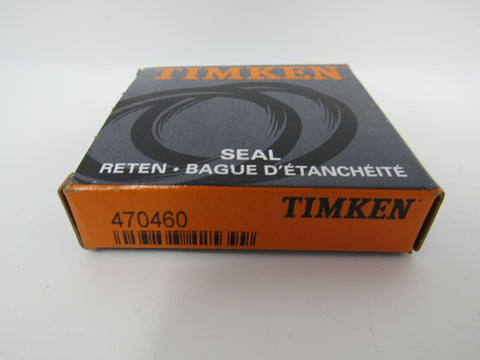 TIMKEN
SEAL
RETEN • BAGUE D'ÉTANCHÉITÉ
470460
TIMKEN